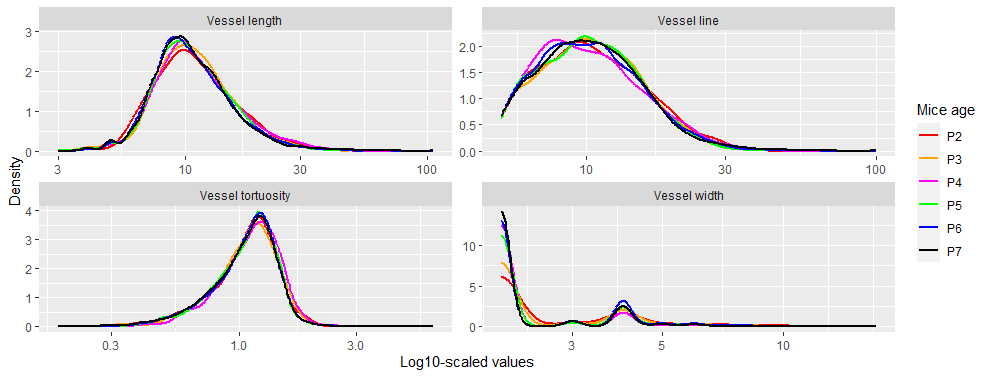 Vessel length
Vessel line
3
2
1
0
2.0
1.5
1.0
0.5
0.0
3
10
30
100
10
30
100
Vessel tortuosity
Vessel width
4
3
2
1
0
10
5
0
0.3
1.0
3.0
3
5
10
Density
Log10-scaled values
Mice age
P2
P3
P4
P5
P6
P7